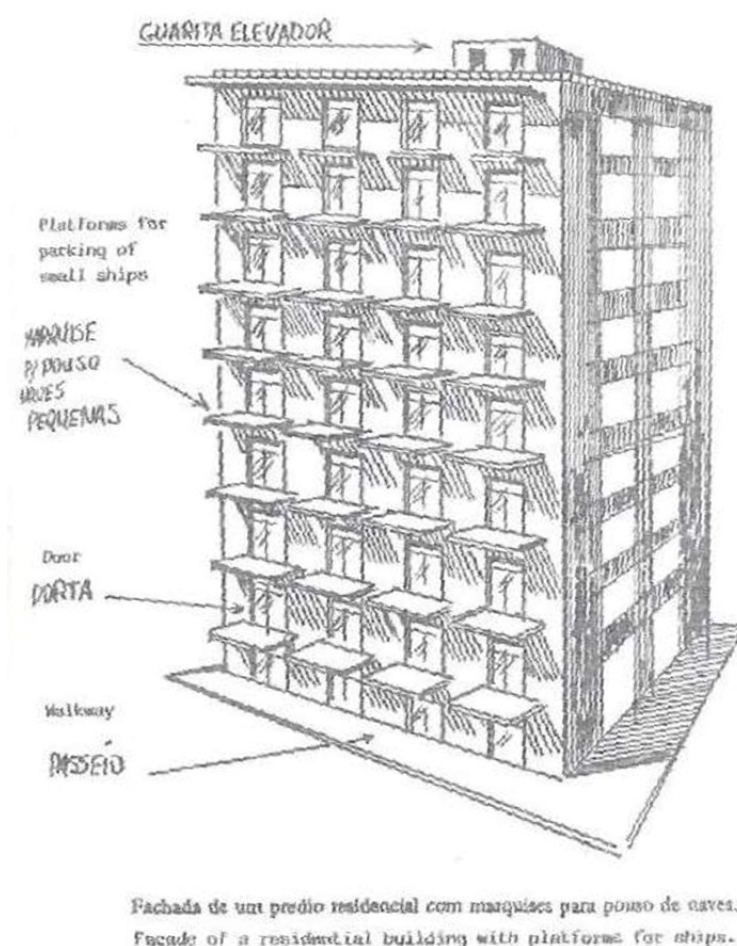 GUARITA ELEVADOR
Platforms for
parking of
small ships
MARQUISE
P/ POUSO
NAVES
PEQUENAS
Door
PORTA
Walkway
PASSEIO
Fachada de um predio residencial com marquises para pouso de naves.
Façade of a residential building with platforms for ships.